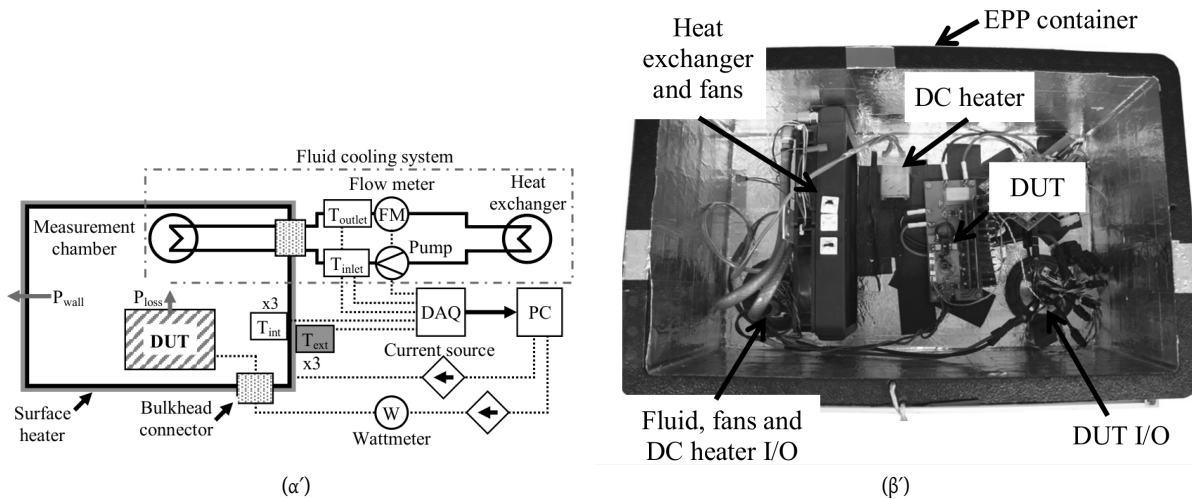 Fluid cooling system
Flow meter
Heat
exchanger
Measurement
chamber
T_outlet
FM
Pump
T_inlet
P_wall
P_loss
x3
DUT
T_int
T_ext
x3
DAQ
PC
Current source
Surface
heater
Bulkhead
connector
W
Wattmeter
(α′)
Heat
exchanger
and fans
EPP container
DC heater
DUT
Fluid, fans and
DC heater I/O
DUT I/O
(β′)